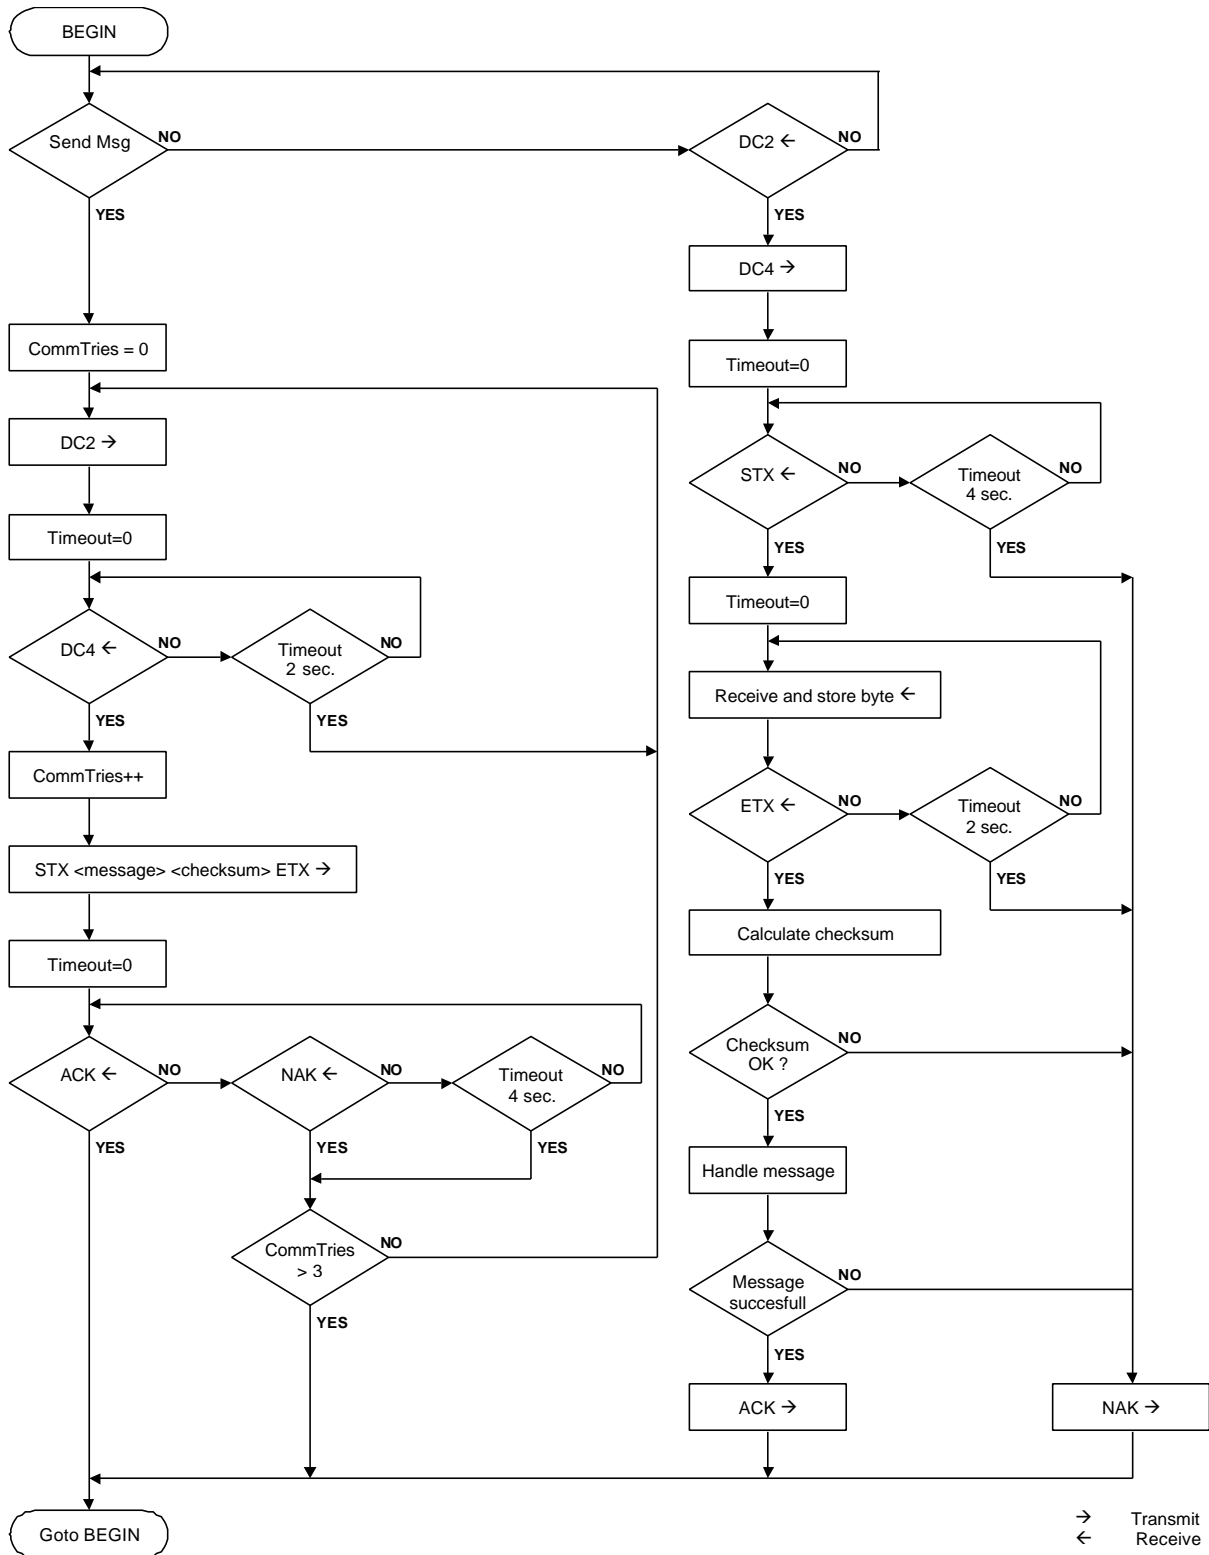 BEGIN
Send Msg
NO
YES
CommTries = 0
DC2 →
Timeout=0
DC4 ←
NO
Timeout
2 sec.
NO
YES
YES
CommTries++
STX <message> <checksum> ETX →
Timeout=0
ACK ←
NO
NAK ←
NO
Timeout
4 sec.
NO
YES
YES
YES
CommTries
> 3
NO
YES
Goto BEGIN
DC2 ←
NO
YES
DC4 →
Timeout=0
STX ←
NO
Timeout
4 sec.
NO
YES
YES
Timeout=0
Receive and store byte ←
ETX ←
NO
Timeout
2 sec.
NO
YES
YES
Calculate checksum
Checksum
OK ?
NO
YES
Handle message
Message
succesfull
NO
YES
ACK →
NAK →
→ Transmit
← Receive